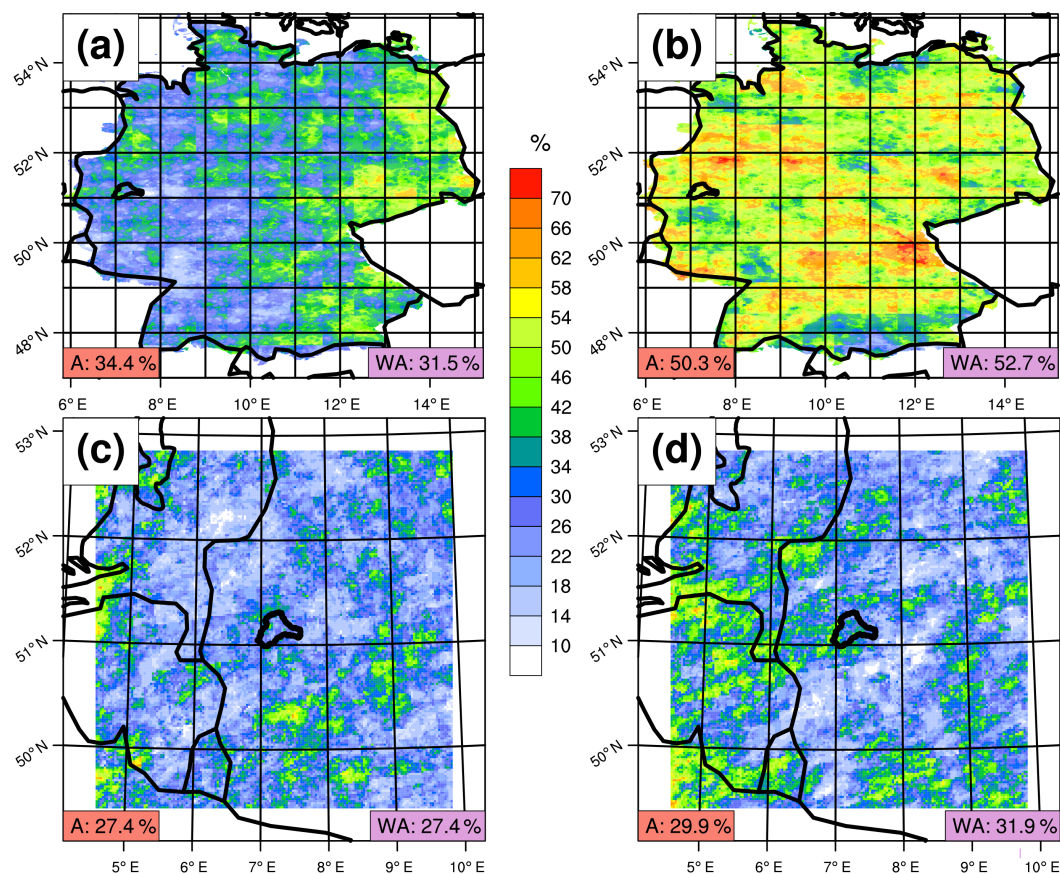 (a)
(b)
54° N
52° N
50° N
48° N
A: 34.4 %
WA: 31.5 %
6° E
8° E
10° E
12° E
14° E
%
70
66
62
58
54
50
46
42
38
34
30
26
22
18
14
10
54° N
52° N
50° N
48° N
A: 50.3 %
WA: 52.7 %
6° E
8° E
10° E
12° E
14° E
(c)
53° N
52° N
51° N
50° N
A: 27.4 %
WA: 27.4 %
5° E
6° E
7° E
8° E
9° E
10° E
(d)
53° N
52° N
51° N
50° N
A: 29.9 %
WA: 31.9 %
5° E
6° E
7° E
8° E
9° E
10° E